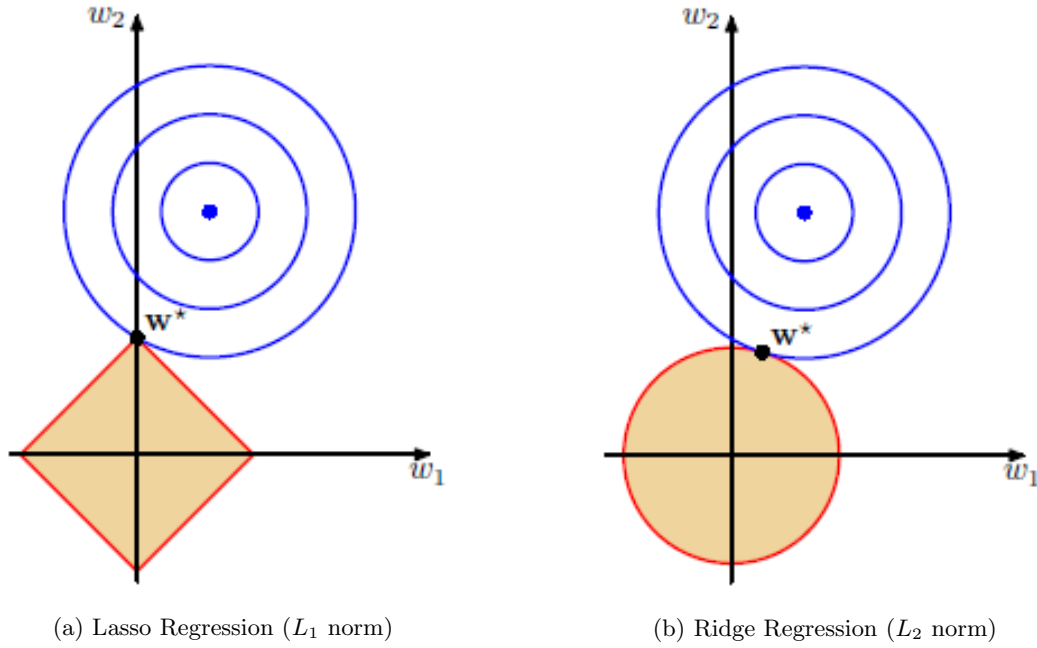 w₂
w*
w₁
(a) Lasso Regression (L₁ norm)
w₂
w*
w₁
(b) Ridge Regression (L₂ norm)